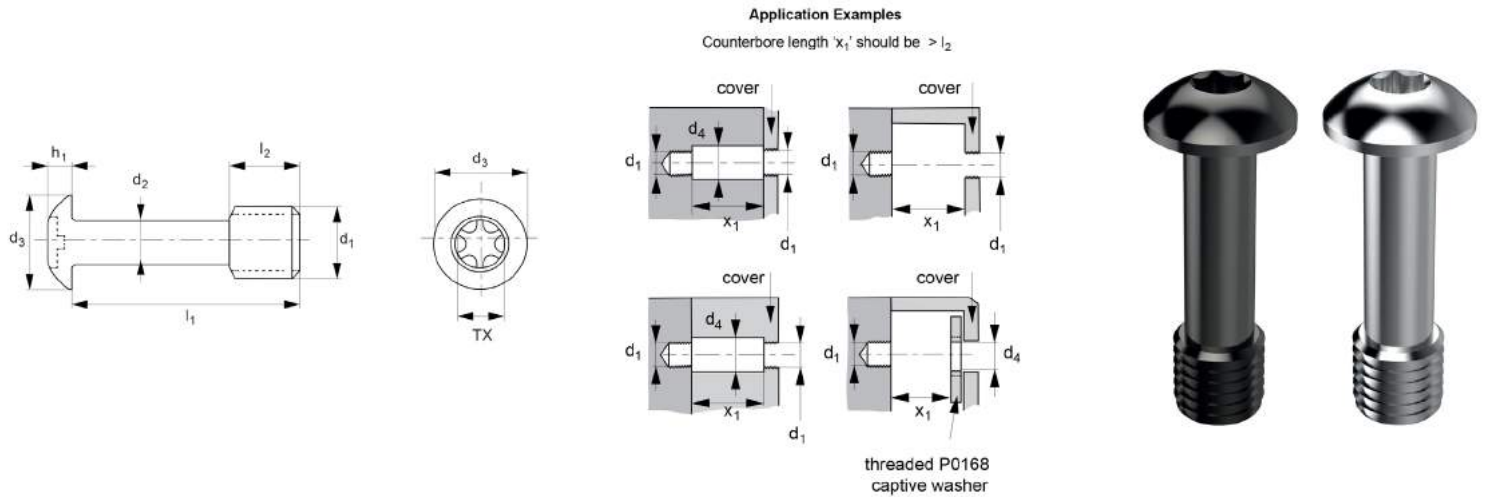 Application Examples
Counterbore length 'x₁' should be > l₂
h₁
l₂
d₂
d₃
d₁
l₁
d₃
TX
cover
d₄
d₁
x₁
d₁
cover
d₁
x₁
d₁
cover
d₄
d₁
x₁
d₁
cover
d₁
d₄
x₁
threaded P0168
captive washer